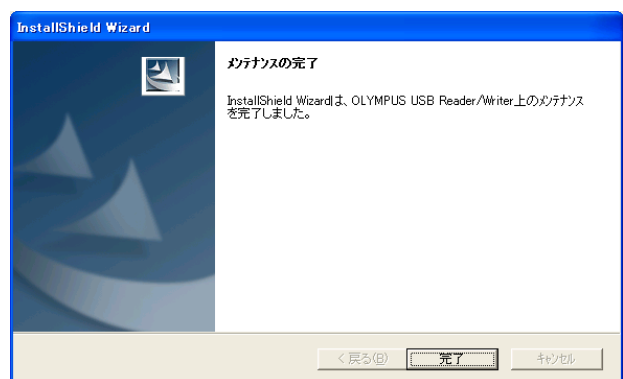 InstallShield Wizard
メンテナンスの完了
InstallShield Wizardは、OLYMPUS USB Reader/Writer上のメンテナンス
を完了しました。
< 戻る(B)
完了
キャンセル